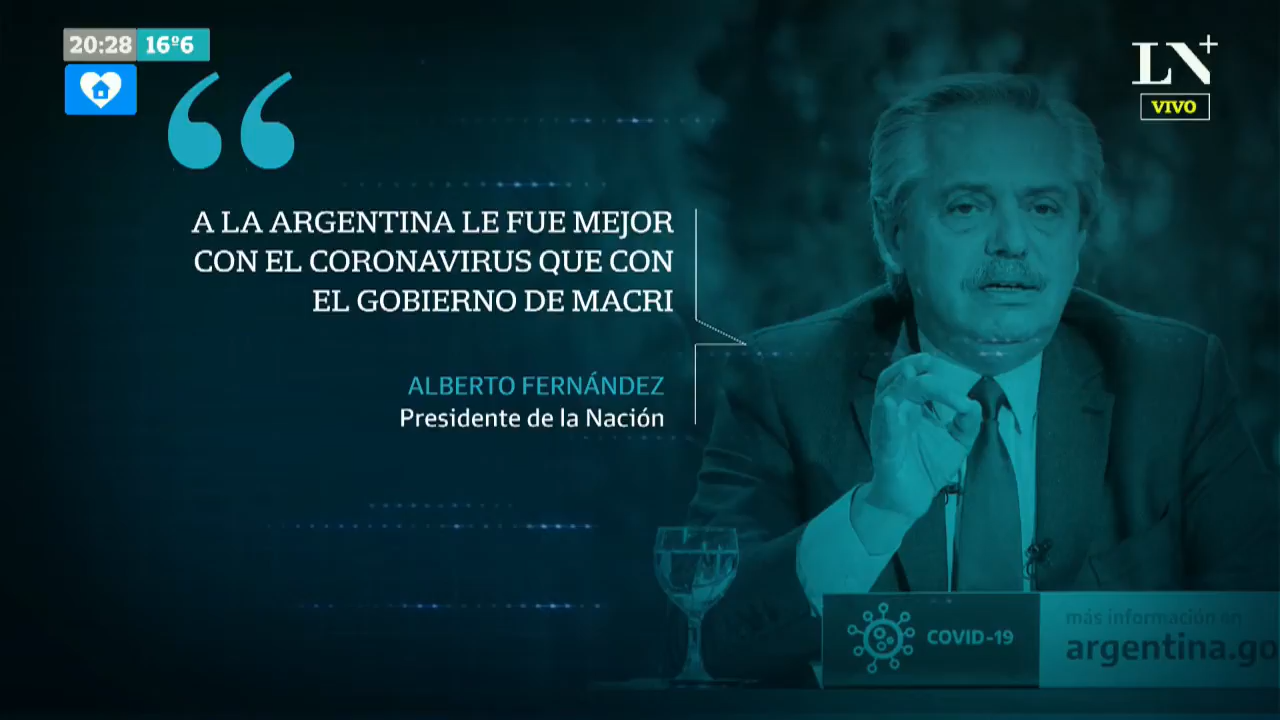 20:28 16º6
LN+
VIVO
A LA ARGENTINA LE FUE MEJOR
CON EL CORONAVIRUS QUE CON
EL GOBIERNO DE MACRI
ALBERTO FERNÁNDEZ
Presidente de la Nación
COVID-19
más información en
argentina.go